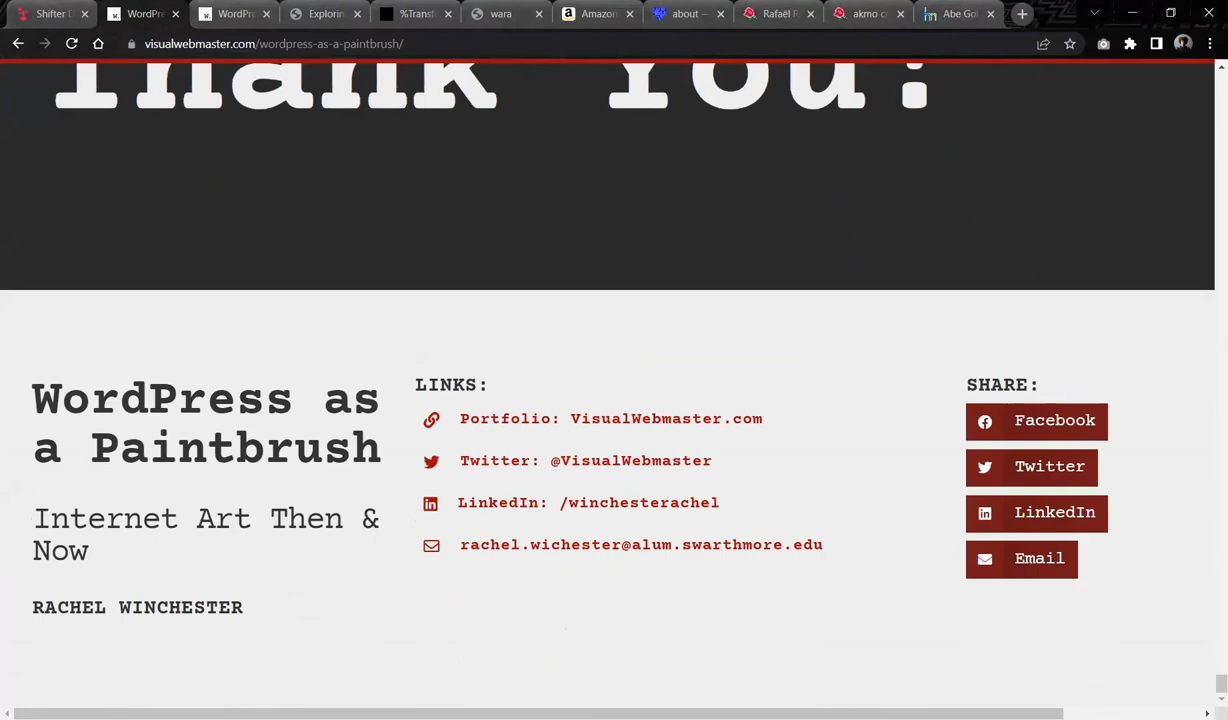 Shifter D
WordPre
WordPre
Explorin
%Transf
wara
Amazon
about —
Rafaël R
akmo c
Abe Go
visualwebmaster.com/wordpress-as-a-paintbrush/
Thank You!
WordPress as
a Paintbrush
Internet Art Then &
Now
RACHEL WINCHESTER
LINKS:
Portfolio: VisualWebmaster.com
Twitter: @VisualWebmaster
LinkedIn: /winchesterachel
rachel.wichester@alum.swarthmore.edu
SHARE:
Facebook
Twitter
LinkedIn
Email